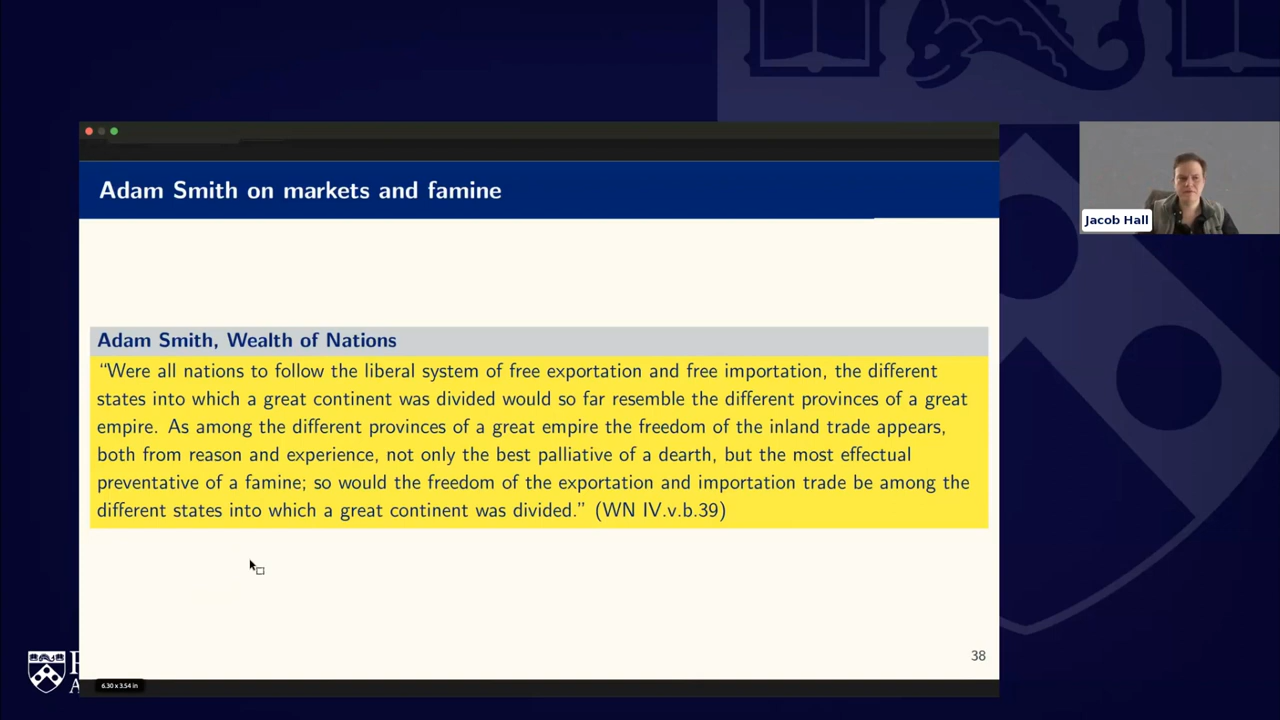 Adam Smith on markets and famine
Jacob Hall
Adam Smith, Wealth of Nations
“Were all nations to follow the liberal system of free exportation and free importation, the different
states into which a great continent was divided would so far resemble the different provinces of a great
empire. As among the different provinces of a great empire the freedom of the inland trade appears,
both from reason and experience, not only the best palliative of a dearth, but the most effectual
preventative of a famine; so would the freedom of the exportation and importation trade be among the
different states into which a great continent was divided.” (WN IV.v.b.39)
38
6.30 x 3.54 in